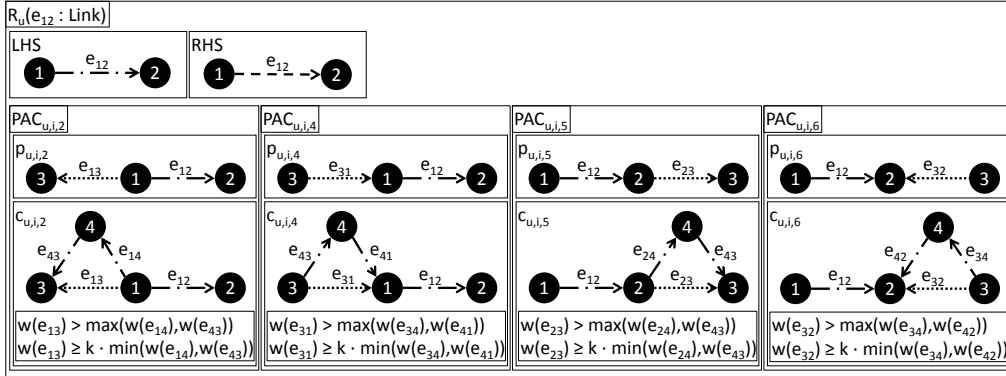 R_u(e_12 : Link)
LHS
1 e_12 2
RHS
1 e_12 2
PAC_u,i,2
p_u,i,2
3 e_13 1 e_12 2
c_u,i,2
4
e_43 e_14
3 e_13 1 e_12 2
w(e_13) > max(w(e_14),w(e_43))
w(e_13) ≥ k · min(w(e_14),w(e_43))
PAC_u,i,4
p_u,i,4
3 e_31 1 e_12 2
c_u,i,4
4
e_43 e_41
3 e_31 1 e_12 2
w(e_31) > max(w(e_34),w(e_41))
w(e_31) ≥ k · min(w(e_34),w(e_41))
PAC_u,i,5
p_u,i,5
1 e_12 2 e_23 3
c_u,i,5
4
e_24 e_43
1 e_12 2 e_23 3
w(e_23) > max(w(e_24),w(e_43))
w(e_23) ≥ k · min(w(e_24),w(e_43))
PAC_u,i,6
p_u,i,6
1 e_12 2 e_32 3
c_u,i,6
4
e_42 e_34
1 e_12 2 e_32 3
w(e_32) > max(w(e_34),w(e_42))
w(e_32) ≥ k · min(w(e_34),w(e_42))